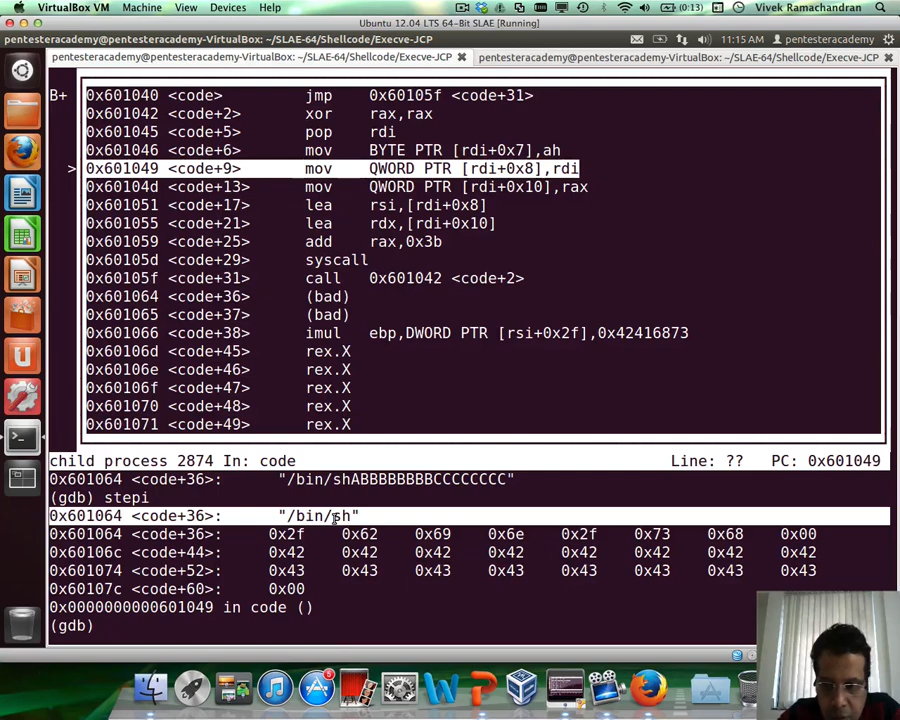 VirtualBox VM Machine View Devices Help (0:13) Vivek Ramachandran
Ubuntu 12.04 LTS 64-Bit SLAE [Running]
pentesteracademy@pentesteracademy-VirtualBox: ~/SLAE-64/Shellcode/Execve-JCP 11:15 AM pentesteracademy
pentesteracademy@pentesteracademy-VirtualBox: ~/SLAE-64/Shellcode/Execve-JCP pentesteracademy@pentesteracademy-VirtualBox: ~/SLAE-64/Shellcode/Execve-JCP
B+ 0x601040 <code> jmp 0x60105f <code+31>
0x601042 <code+2> xor rax,rax
0x601045 <code+5> pop rdi
0x601046 <code+6> mov BYTE PTR [rdi+0x7],ah
> 0x601049 <code+9> mov QWORD PTR [rdi+0x8],rdi
0x60104d <code+13> mov QWORD PTR [rdi+0x10],rax
0x601051 <code+17> lea rsi,[rdi+0x8]
0x601055 <code+21> lea rdx,[rdi+0x10]
0x601059 <code+25> add rax,0x3b
0x60105d <code+29> syscall
0x60105f <code+31> call 0x601042 <code+2>
0x601064 <code+36> (bad)
0x601065 <code+37> (bad)
0x601066 <code+38> imul ebp,DWORD PTR [rsi+0x2f],0x42416873
0x60106d <code+45> rex.X
0x60106e <code+46> rex.X
0x60106f <code+47> rex.X
0x601070 <code+48> rex.X
0x601071 <code+49> rex.X
child process 2874 In: code Line: ?? PC: 0x601049
0x601064 <code+36>: "/bin/shABBBBBBBBCCCCCCCC"
(gdb) stepi
0x601064 <code+36>: "/bin/sh"
0x601064 <code+36>: 0x2f 0x62 0x69 0x6e 0x2f 0x73 0x68 0x00
0x60106c <code+44>: 0x42 0x42 0x42 0x42 0x42 0x42 0x42 0x42
0x601074 <code+52>: 0x43 0x43 0x43 0x43 0x43 0x43 0x43 0x43
0x60107c <code+60>: 0x00
0x0000000000601049 in code ()
(gdb)